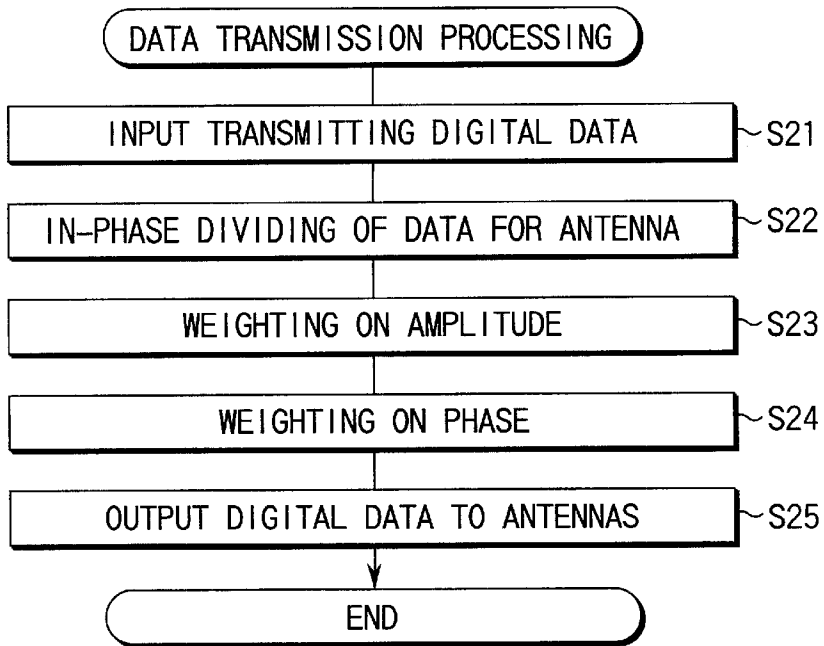 DATA TRANSMISSION PROCESSING
INPUT TRANSMITTING DIGITAL DATA ~S21
IN-PHASE DIVIDING OF DATA FOR ANTENNA ~S22
WEIGHTING ON AMPLITUDE ~S23
WEIGHTING ON PHASE ~S24
OUTPUT DIGITAL DATA TO ANTENNAS ~S25
END